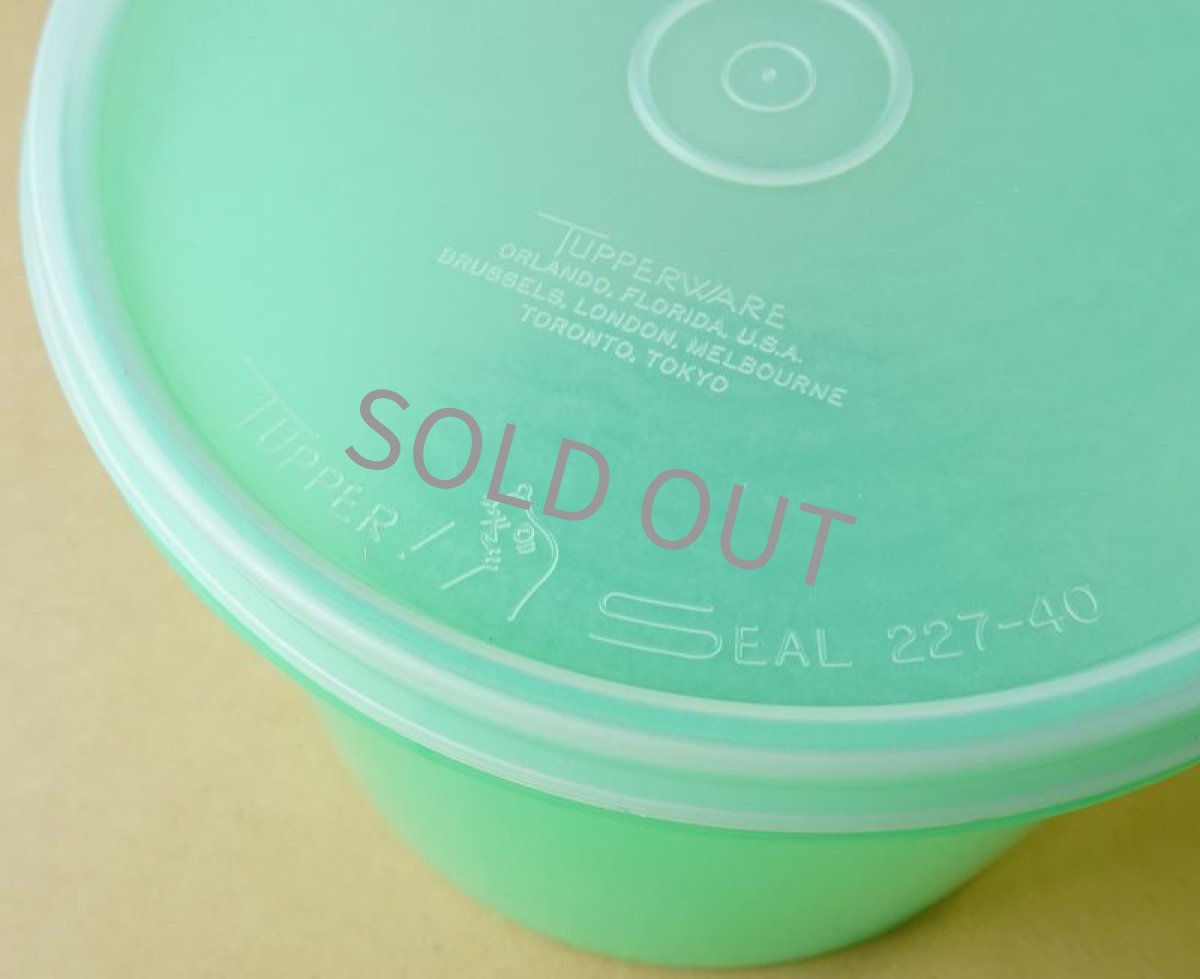 TUPPERWARE
ORLANDO, FLORIDA, U.S.A.
BRUSSELS, LONDON, MELBOURNE
TORONTO, TOKYO
SOLD OUT
TUPPER! SEAL 227-40